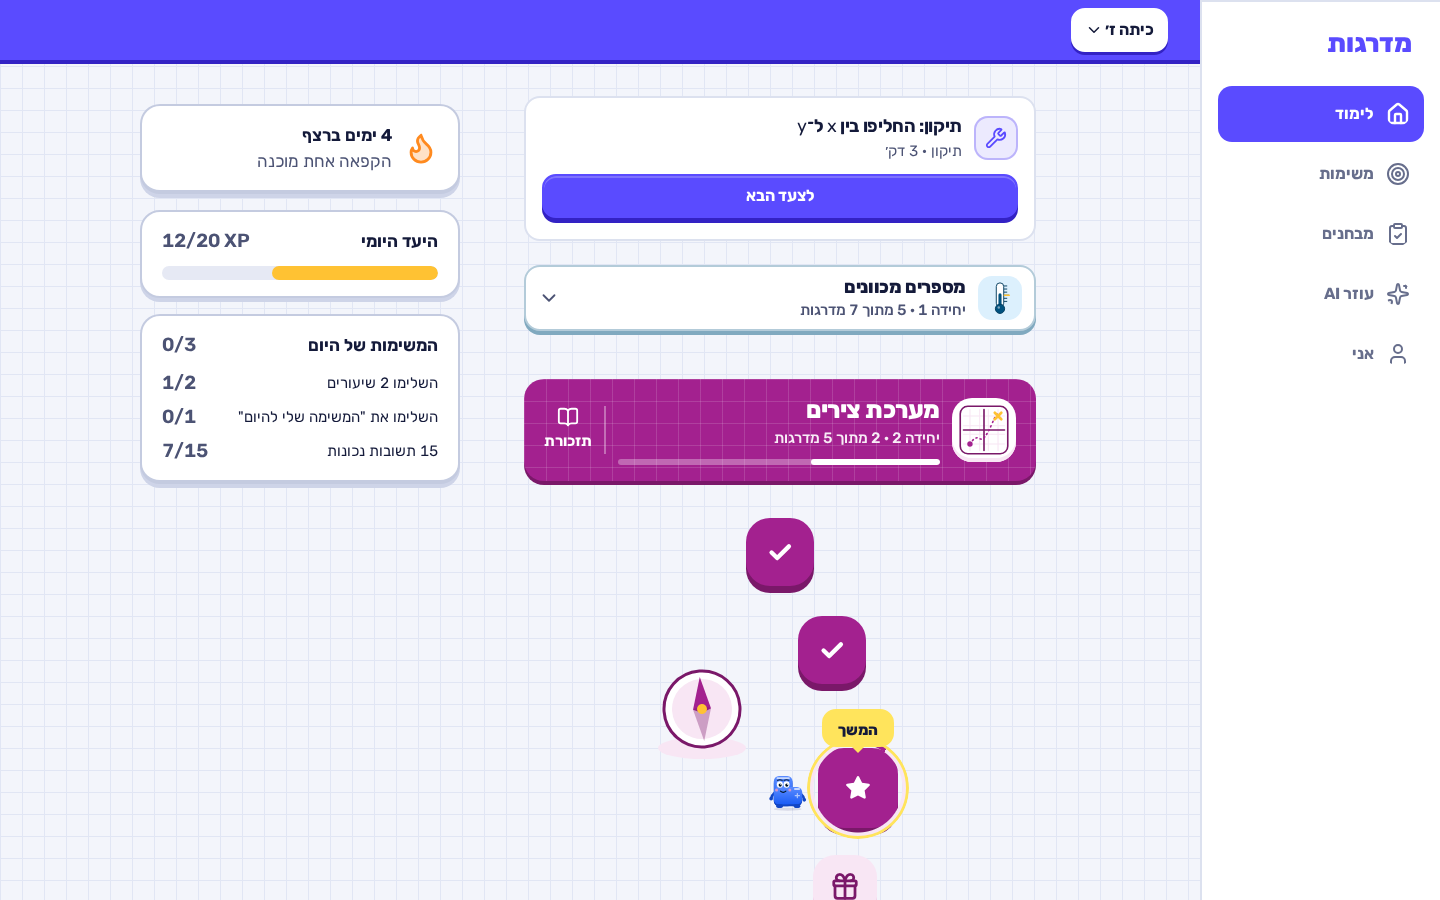 מדרגות
לימוד
משימות
מבחנים
עוזר AI
אני
כיתה ז׳
תיקון: החליפו בין x ל־y
תיקון • 3 דק׳
לצעד הבא
מספרים מכוונים
יחידה 1 • 5 מתוך 7 מדרגות
מערכת צירים
יחידה 2 • 2 מתוך 5 מדרגות
תזכורת
המשך
4 ימים ברצף
הקפאה אחת מוכנה
היעד היומי
12/20 XP
המשימות של היום
0/3
השלימו 2 שיעורים
1/2
השלימו את "המשימה שלי להיום"
0/1
15 תשובות נכונות
7/15